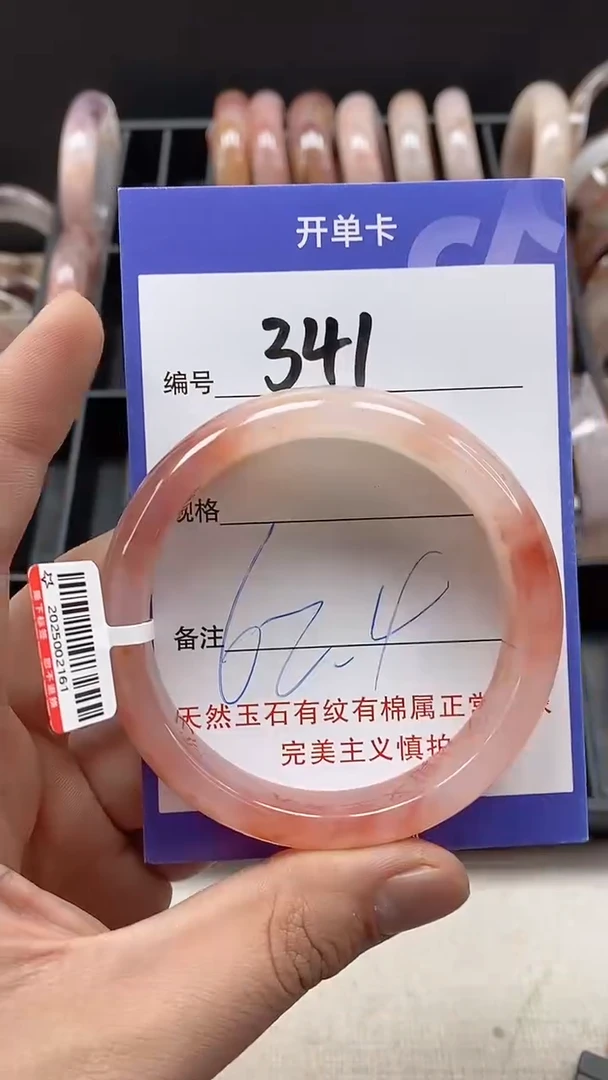 开单卡
编号 341
规格
备注 62.4
天然玉石有纹有棉属正常
完美主义慎拍
2025002161